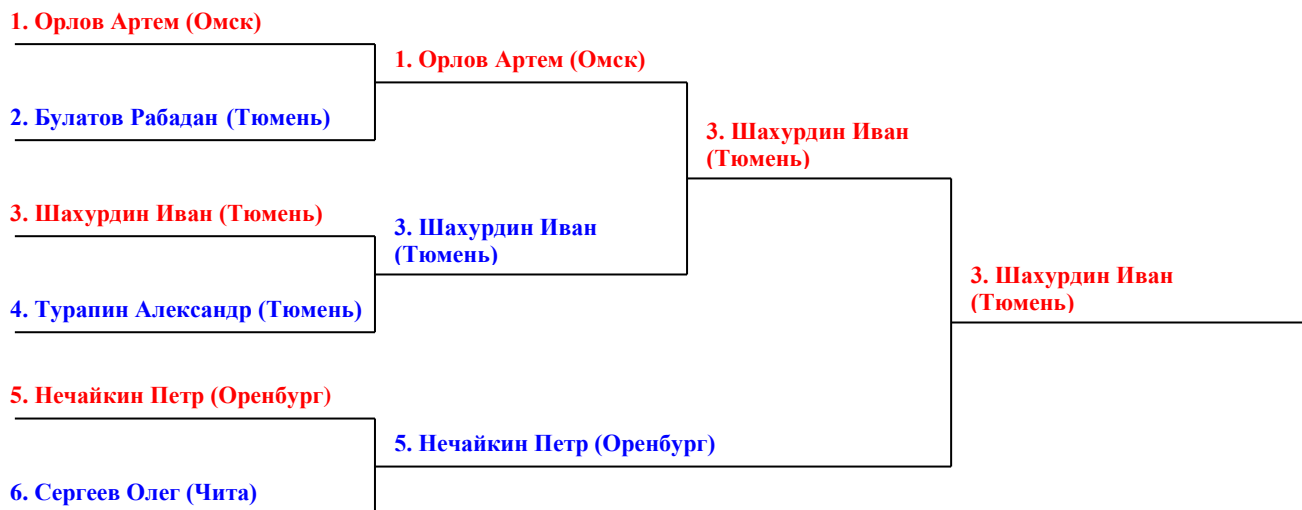 1. Орлов Артем (Омск)
2. Булатов Рабадан (Тюмень)
3. Шахурдин Иван (Тюмень)
4. Турапин Александр (Тюмень)
5. Нечайкин Петр (Оренбург)
6. Сергеев Олег (Чита)
1. Орлов Артем (Омск)
3. Шахурдин Иван
(Тюмень)
5. Нечайкин Петр (Оренбург)
3. Шахурдин Иван
(Тюмень)
3. Шахурдин Иван
(Тюмень)